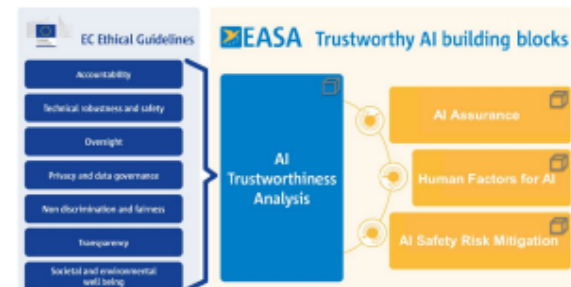 EC Ethical Guidelines
Accountability
Technical robustness and safety
Oversight
Privacy and data governance
Non discrimination and fairness
Transparency
Societal and environmental
well being
EASA Trustworthy AI building blocks
AI
Trustworthiness
Analysis
AI Assurance
Human Factors for AI
AI Safety Risk Mitigation